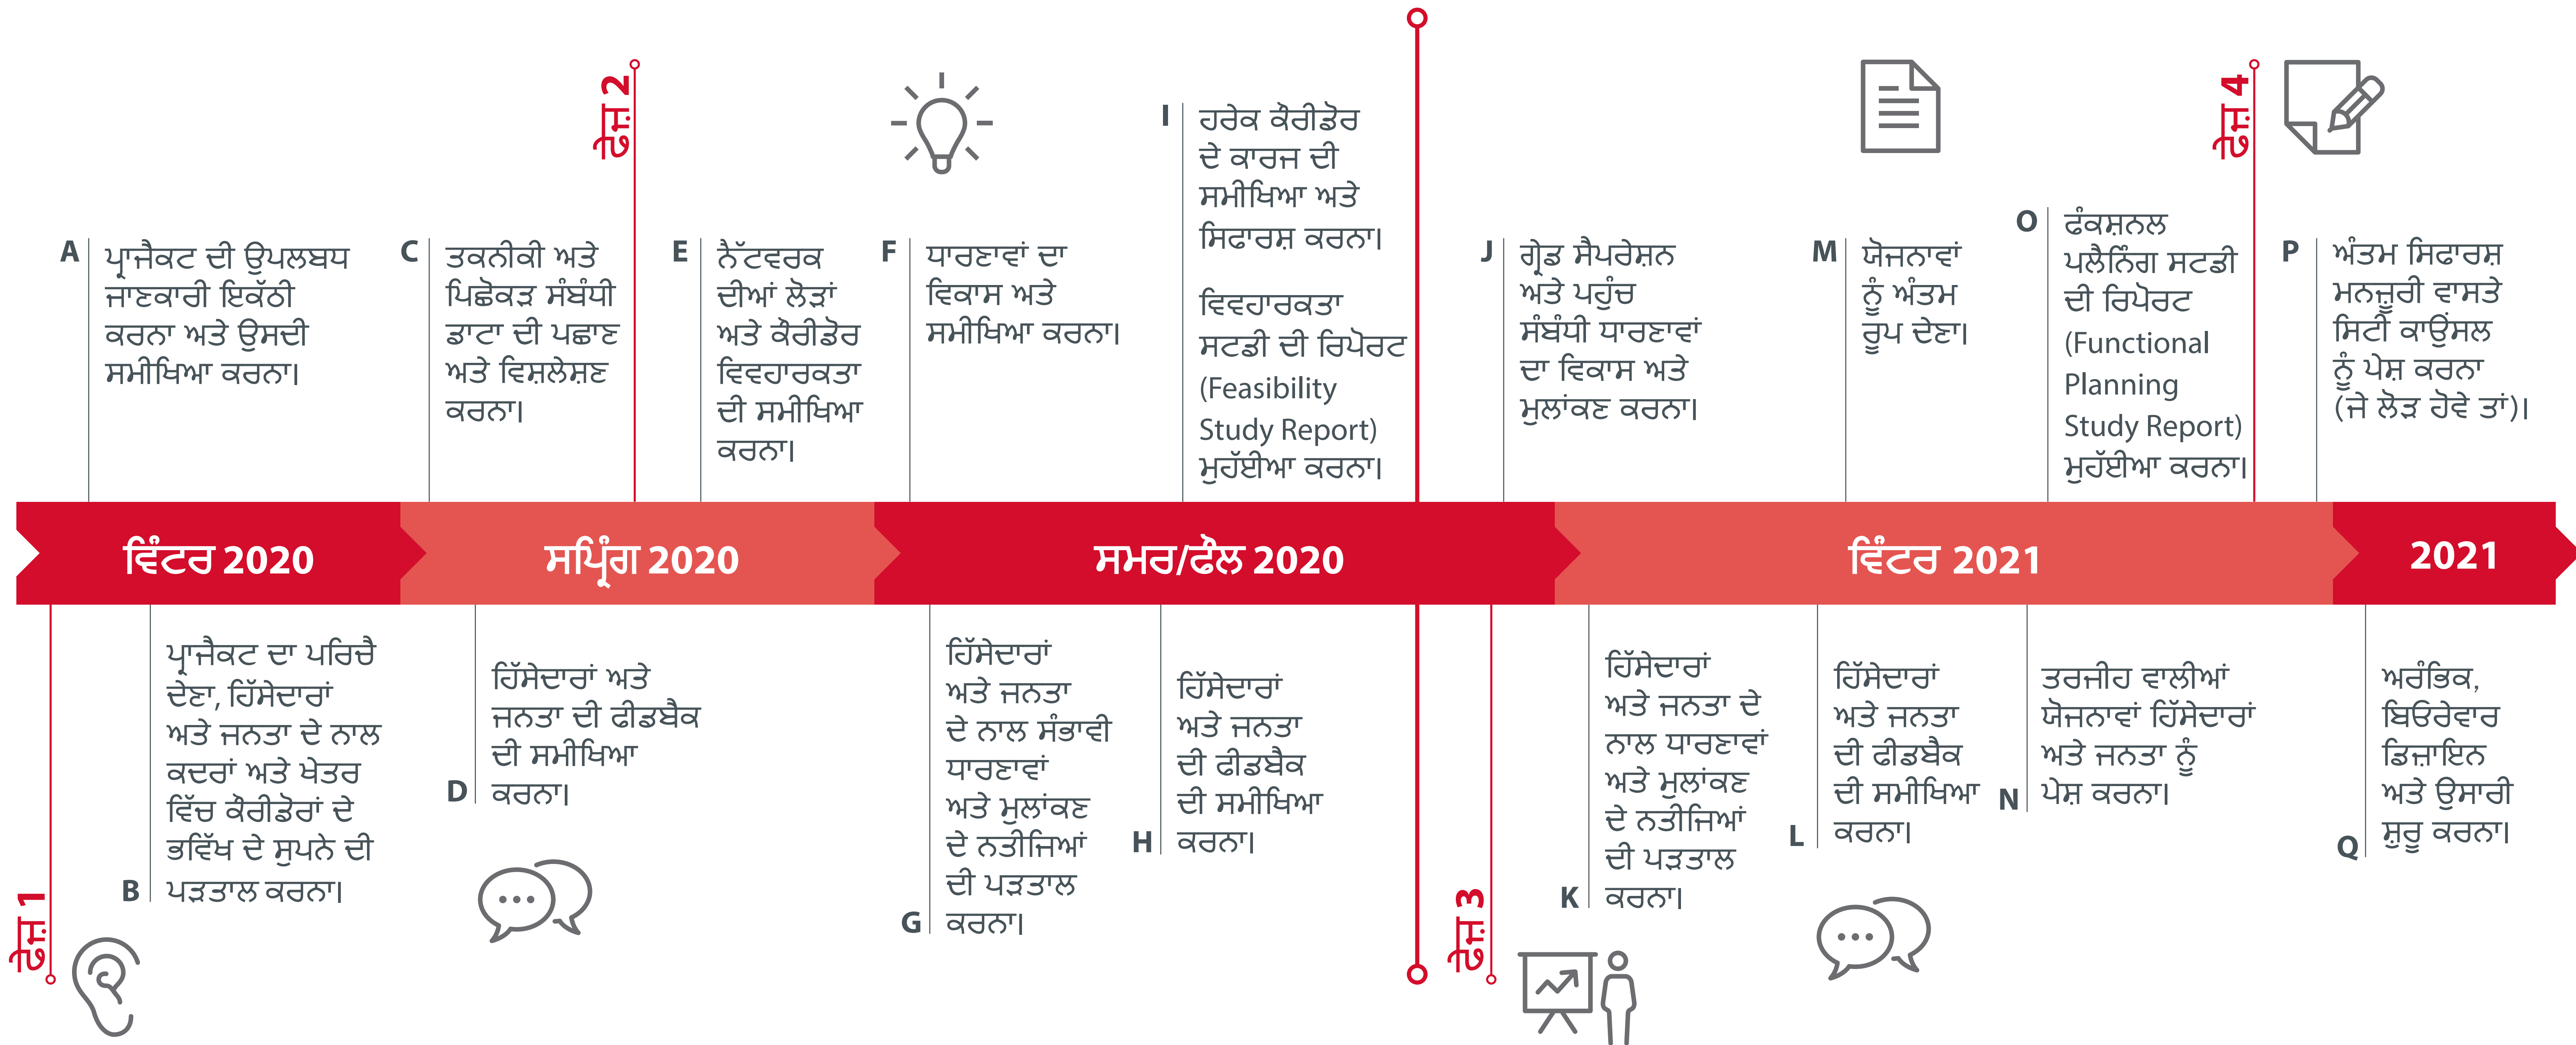 ਫੇਜ਼ 1
A
ਪ੍ਰਾਜੈਕਟ ਦੀ ਉਪਲਬਧ
ਜਾਣਕਾਰੀ ਇਕੱਠੀ
ਕਰਨਾ ਅਤੇ ਉਸਦੀ
ਸਮੀਖਿਆ ਕਰਨਾ।
B
ਪ੍ਰਾਜੈਕਟ ਦਾ ਪਰਿਚੈ
ਦੇਣਾ, ਹਿੱਸੇਦਾਰਾਂ
ਅਤੇ ਜਨਤਾ ਦੇ ਨਾਲ
ਕਦਰਾਂ ਅਤੇ ਖੇਤਰ
ਵਿੱਚ ਕੌਰੀਡੋਰਾਂ ਦੇ
ਭਵਿੱਖ ਦੇ ਸੁਪਨੇ ਦੀ
ਪੜਤਾਲ ਕਰਨਾ।
C
ਤਕਨੀਕੀ ਅਤੇ
ਪਿਛੋਕੜ ਸੰਬੰਧੀ
ਡਾਟਾ ਦੀ ਪਛਾਣ
ਅਤੇ ਵਿਸ਼ਲੇਸ਼ਣ
ਕਰਨਾ।
D
ਹਿੱਸੇਦਾਰਾਂ ਅਤੇ
ਜਨਤਾ ਦੀ ਫੀਡਬੈਕ
ਦੀ ਸਮੀਖਿਆ
ਕਰਨਾ।
ਫੇਜ਼ 2
E
ਨੈੱਟਵਰਕ
ਦੀਆਂ ਲੋੜਾਂ
ਅਤੇ ਕੌਰੀਡੋਰ
ਵਿਵਹਾਰਕਤਾ
ਦੀ ਸਮੀਖਿਆ
ਕਰਨਾ।
F
ਧਾਰਣਾਵਾਂ ਦਾ
ਵਿਕਾਸ ਅਤੇ
ਸਮੀਖਿਆ ਕਰਨਾ।
G
ਹਿੱਸੇਦਾਰਾਂ
ਅਤੇ ਜਨਤਾ
ਦੇ ਨਾਲ ਸੰਭਾਵੀ
ਧਾਰਣਾਵਾਂ
ਅਤੇ ਮੁਲਾਂਕਣ
ਦੇ ਨਤੀਜਿਆਂ
ਦੀ ਪੜਤਾਲ
ਕਰਨਾ।
H
ਹਿੱਸੇਦਾਰਾਂ
ਅਤੇ ਜਨਤਾ
ਦੀ ਫੀਡਬੈਕ
ਦੀ ਸਮੀਖਿਆ
ਕਰਨਾ।
I
ਹਰੇਕ ਕੌਰੀਡੋਰ
ਦੇ ਕਾਰਜ ਦੀ
ਸਮੀਖਿਆ ਅਤੇ
ਸਿਫਾਰਸ਼ ਕਰਨਾ।
ਵਿਵਹਾਰਕਤਾ
ਸਟਡੀ ਦੀ ਰਿਪੋਰਟ
(Feasibility
Study Report)
ਮੁਹੱਈਆ ਕਰਨਾ।
ਫੇਜ਼ 3
J
ਗ੍ਰੇਡ ਸੈਪਰੇਸ਼ਨ
ਅਤੇ ਪਹੁੰਚ
ਸੰਬੰਧੀ ਧਾਰਣਾਵਾਂ
ਦਾ ਵਿਕਾਸ ਅਤੇ
ਮੁਲਾਂਕਣ ਕਰਨਾ।
K
ਹਿੱਸੇਦਾਰਾਂ
ਅਤੇ ਜਨਤਾ ਦੇ
ਨਾਲ ਧਾਰਣਾਵਾਂ
ਅਤੇ ਮੁਲਾਂਕਣ
ਦੇ ਨਤੀਜਿਆਂ
ਦੀ ਪੜਤਾਲ
ਕਰਨਾ।
L
ਹਿੱਸੇਦਾਰਾਂ
ਅਤੇ ਜਨਤਾ
ਦੀ ਫੀਡਬੈਕ
ਦੀ ਸਮੀਖਿਆ
ਕਰਨਾ।
M
ਯੋਜਨਾਵਾਂ
ਨੂੰ ਅੰਤਮ
ਰੂਪ ਦੇਣਾ।
N
ਤਰਜੀਹ ਵਾਲੀਆਂ
ਯੋਜਨਾਵਾਂ ਹਿੱਸੇਦਾਰਾਂ
ਅਤੇ ਜਨਤਾ ਨੂੰ
ਪੇਸ਼ ਕਰਨਾ।
O
ਫੰਕਸ਼ਨਲ
ਪਲੈਨਿੰਗ ਸਟਡੀ
ਦੀ ਰਿਪੋਰਟ
(Functional
Planning
Study Report)
ਮੁਹੱਈਆ ਕਰਨਾ।
ਫੇਜ਼ 4
P
ਅੰਤਮ ਸਿਫਾਰਸ਼
ਮਨਜ਼ੂਰੀ ਵਾਸਤੇ
ਸਿਟੀ ਕਾਉਂਸਲ
ਨੂੰ ਪੇਸ਼ ਕਰਨਾ
(ਜੇ ਲੋੜ ਹੋਵੇ ਤਾਂ)।
Q
ਅਰੰਭਿਕ,
ਬਿਓਰੇਵਾਰ
ਡਿਜ਼ਾਇਨ
ਅਤੇ ਉਸਾਰੀ
ਸ਼ੁਰੂ ਕਰਨਾ।
ਵਿੰਟਰ 2020
ਸਪ੍ਰਿੰਗ 2020
ਸਮਰ/ਫੌਲ 2020
ਵਿੰਟਰ 2021
2021